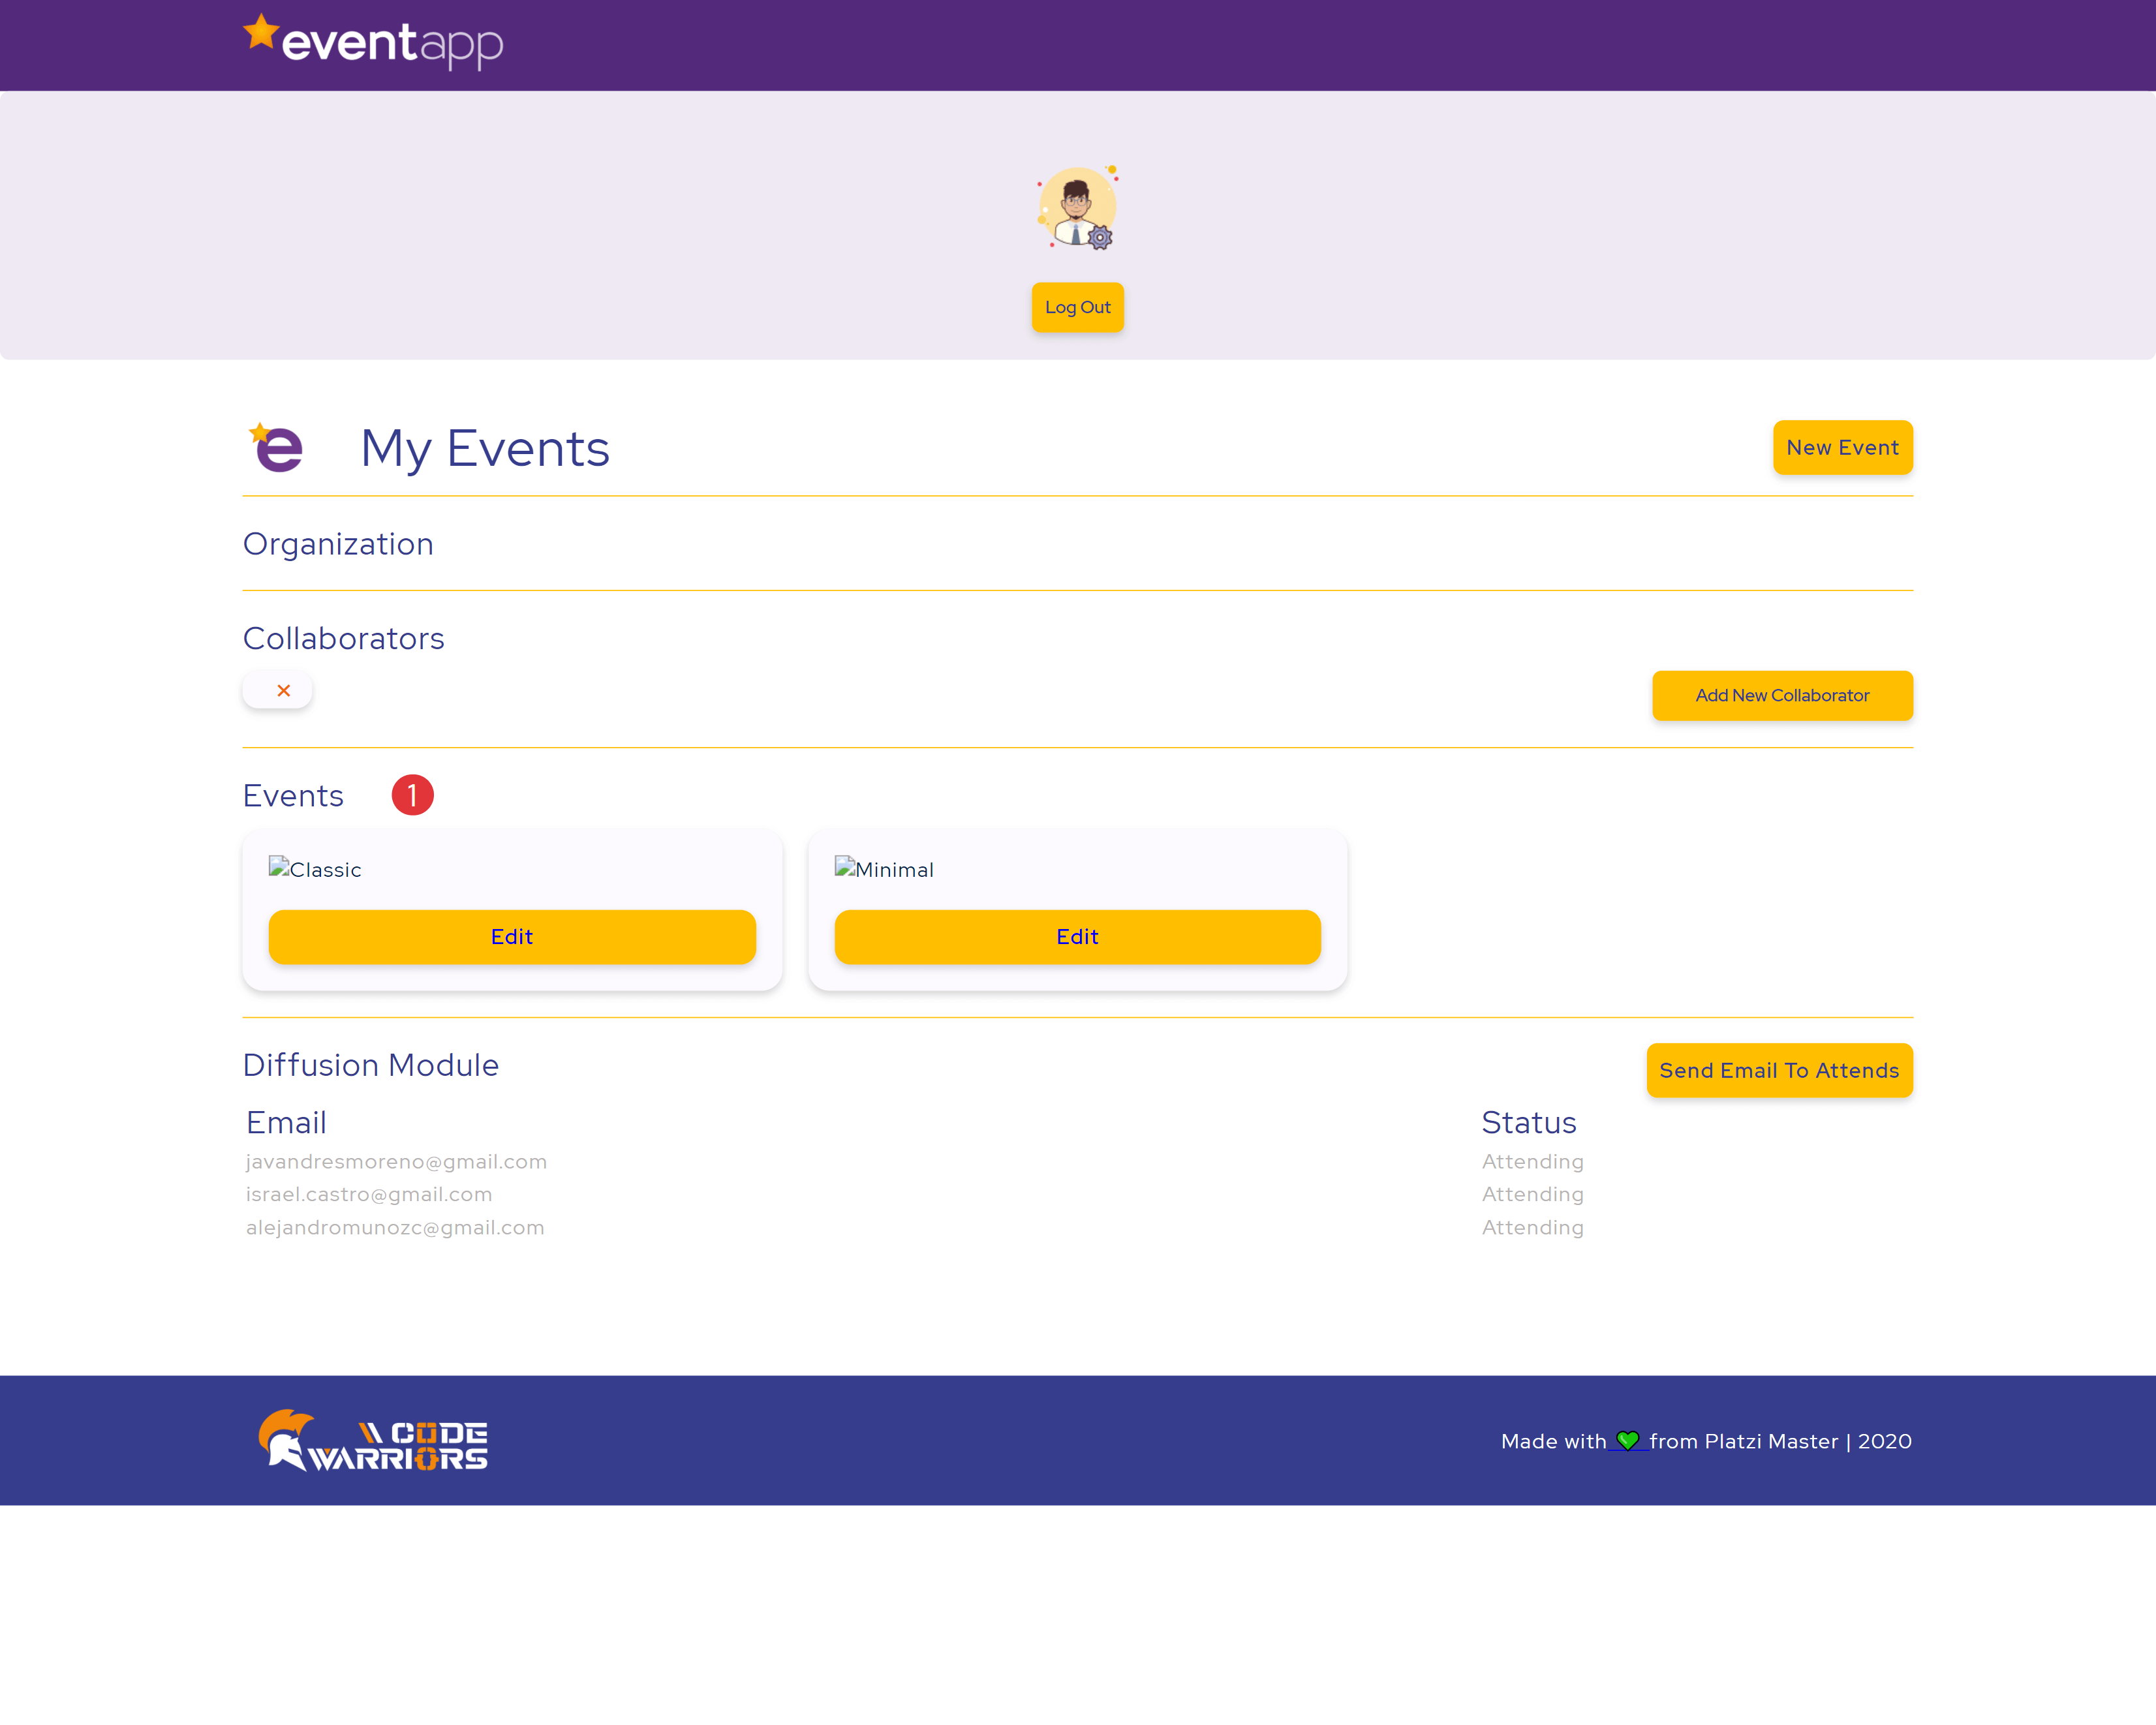 eventapp
Log Out
My Events
New Event
Organization
Collaborators
×
Add New Collaborator
Events 1
Classic
Minimal
Edit
Edit
Diffusion Module
Send Email To Attends
Email Status
javandresmoreno@gmail.com Attending
israel.castro@gmail.com Attending
alejandromunozc@gmail.com Attending
\\ CODE
WARRIORS
Made with 💚 from Platzi Master | 2020